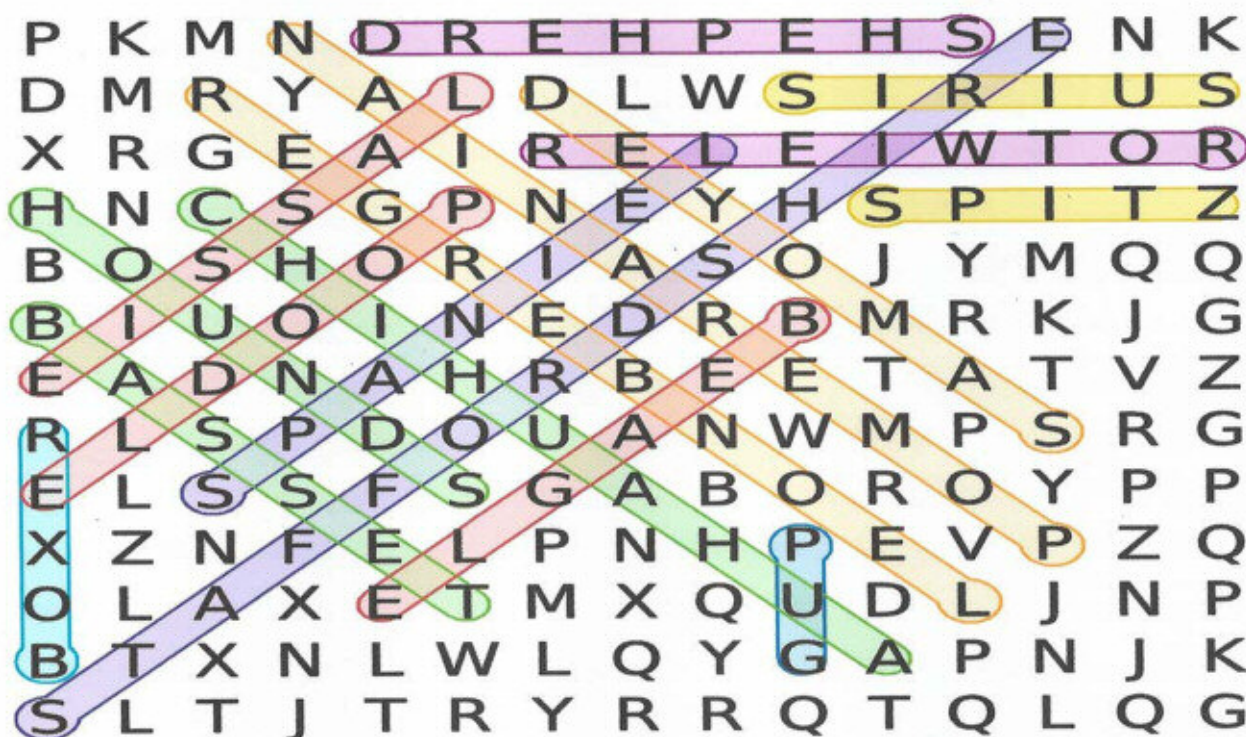 P K M N D R E H P E H S E N K
D M R Y A L D L W S I R I U S
X R G E A I R E L E I W T O R
H N C S G P N E Y H S P I T Z
B O S H O R I A S O J Y M Q Q
B I U O I N E D R B M R K J G
E A D N A H R B E E T A T V Z
R L S P D O U A N W M P S R G
E L S S F S G A B O R O Y P P
X Z N F E L P N H P E V P Z Q
O L A X E T M X Q U D L J N P
B T X N L W L Q Y G A P N J K
S L T J T R Y R R Q T Q L Q G